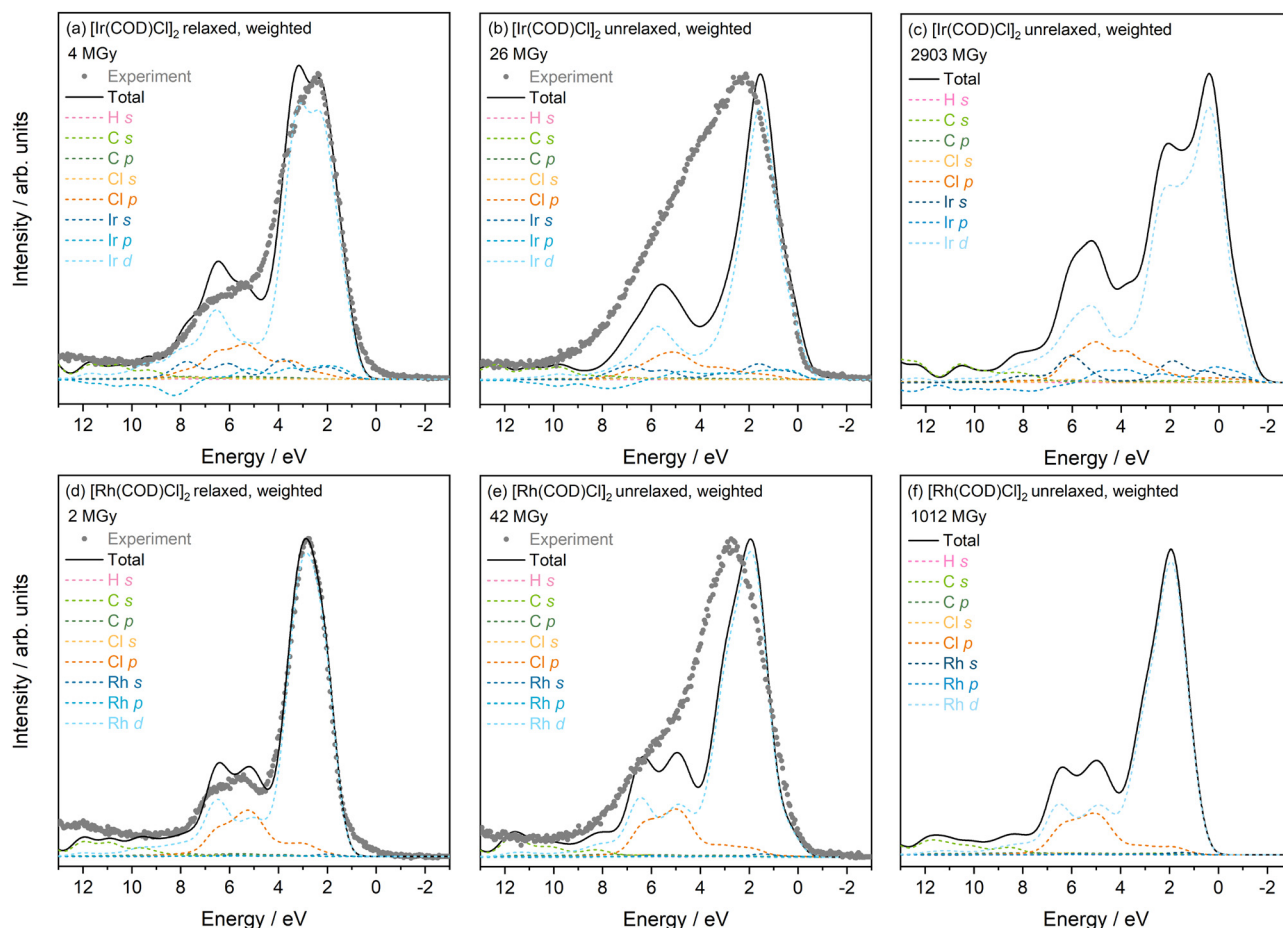 (a) [Ir(COD)Cl]2 relaxed, weighted
4 MGy
Experiment
Total
H s
C s
C p
Cl s
Cl p
Ir s
Ir p
Ir d
Intensity / arb. units
12 10 8 6 4 2 0 -2
Energy / eV
(b) [Ir(COD)Cl]2 unrelaxed, weighted
26 MGy
Experiment
Total
H s
C s
C p
Cl s
Cl p
Ir s
Ir p
Ir d
12 10 8 6 4 2 0 -2
Energy / eV
(c) [Ir(COD)Cl]2 unrelaxed, weighted
2903 MGy
Total
H s
C s
C p
Cl s
Cl p
Ir s
Ir p
Ir d
12 10 8 6 4 2 0 -2
Energy / eV
(d) [Rh(COD)Cl]2 relaxed, weighted
2 MGy
Experiment
Total
H s
C s
C p
Cl s
Cl p
Rh s
Rh p
Rh d
Intensity / arb. units
12 10 8 6 4 2 0 -2
Energy / eV
(e) [Rh(COD)Cl]2 unrelaxed, weighted
42 MGy
Experiment
Total
H s
C s
C p
Cl s
Cl p
Rh s
Rh p
Rh d
12 10 8 6 4 2 0 -2
Energy / eV
(f) [Rh(COD)Cl]2 unrelaxed, weighted
1012 MGy
Total
H s
C s
C p
Cl s
Cl p
Rh s
Rh p
Rh d
12 10 8 6 4 2 0 -2
Energy / eV